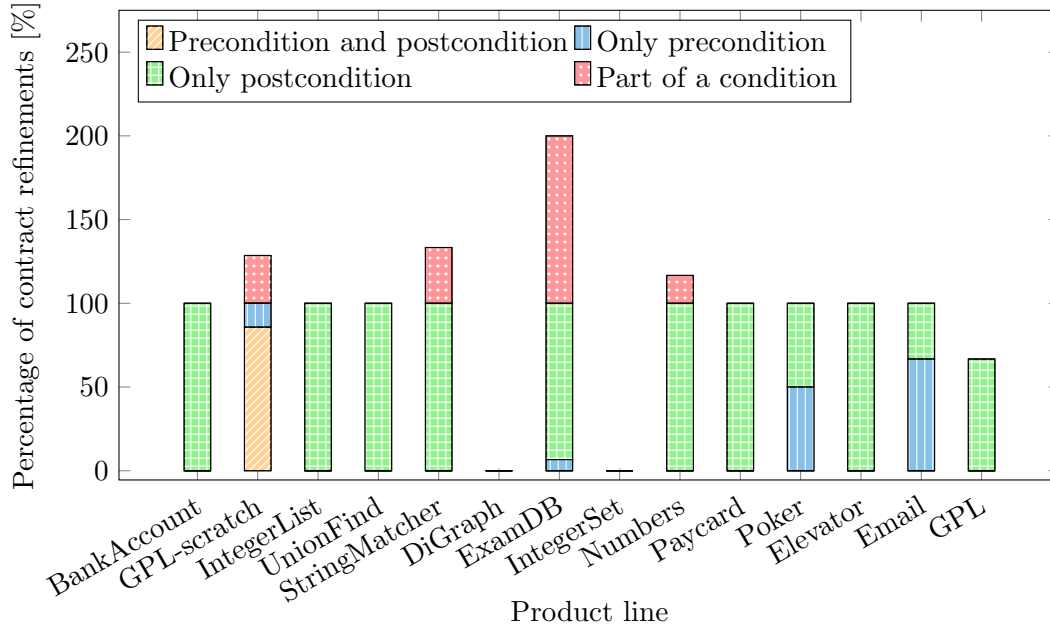 Percentage of contract refinements [%]
250
200
150
100
50
0
Precondition and postcondition
Only precondition
Only postcondition
Part of a condition
BankAccount
GPL-scratch
IntegerList
UnionFind
StringMatcher
DiGraph
ExamDB
IntegerSet
Numbers
Paycard
Poker
Elevator
Email
GPL
Product line